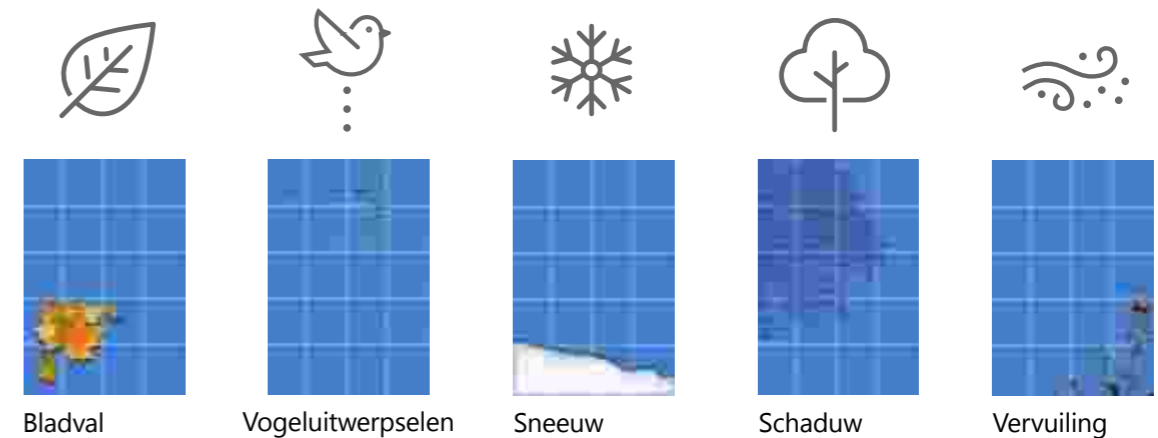 Bladval
Vogeluitwerpselen
Sneeuw
Schaduw
Vervuiling